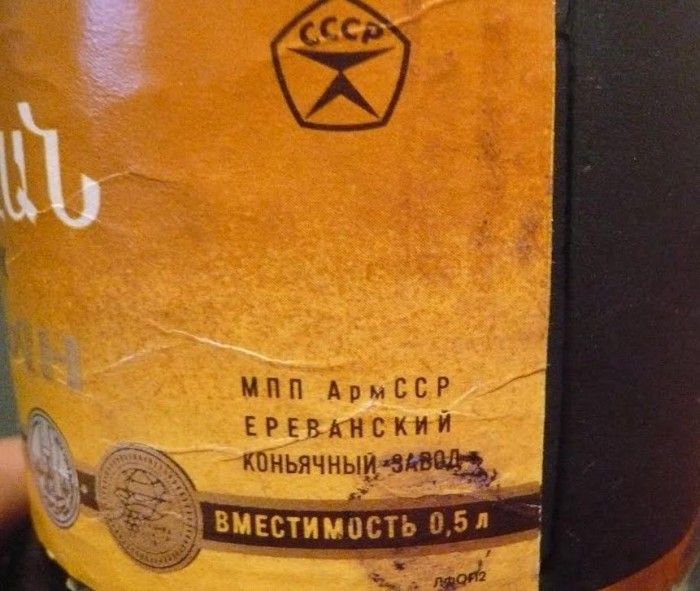 СССР
МПП АрмССР
ЕРЕВАНСКИЙ
КОНЬЯЧНЫЙ ЗАВОД
ВМЕСТИМОСТЬ 0,5 л